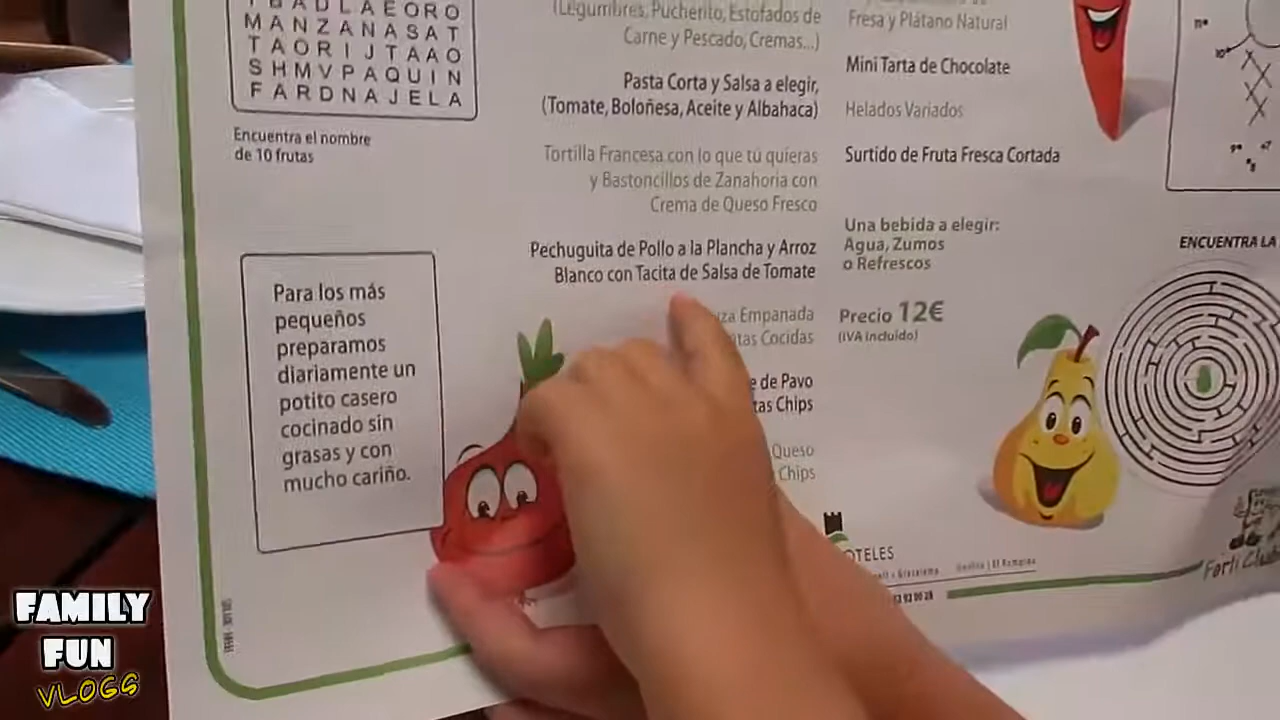 B A D L A E O R O
M A N Z A N A S A T
T A O R I J T A A O
S H M V P A Q U I N
F A R D N A J E L A
Encuentra el nombre
de 10 frutas
Para los más
pequeños
preparamos
diariamente un
potito casero
cocinado sin
grasas y con
mucho cariño.
(Legumbres, Pucherito, Estofados de
Carne y Pescado, Cremas...)
Pasta Corta y Salsa a elegir,
(Tomate, Boloñesa, Aceite y Albahaca)
Tortilla Francesa con lo que tú quieras
y Bastoncillos de Zanahoria con
Crema de Queso Fresco
Pechuguita de Pollo a la Plancha y Arroz
Blanco con Tacita de Salsa de Tomate
Empanada
Cocidas
de Pavo
Chips
Queso
Chips
Fresa y Plátano Natural
Mini Tarta de Chocolate
Helados Variados
Surtido de Fruta Fresca Cortada
Una bebida a elegir:
Agua, Zumos
o Refrescos
Precio 12€
(IVA incluido)
ENCUENTRA LA
OTELES
FAMILY
FUN
VLOGS